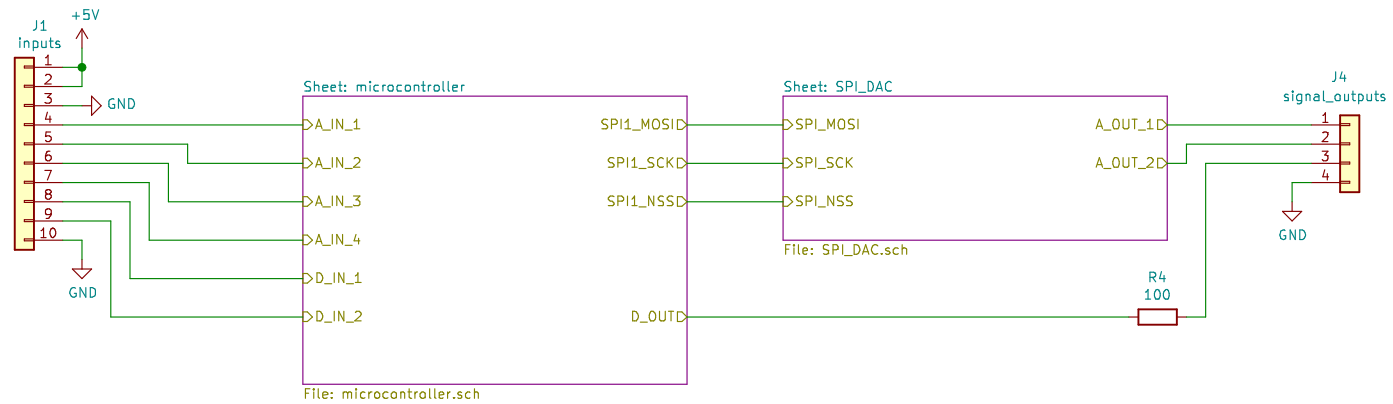 +5V
J1
inputs
1
2
3
GND
4
5
6
7
8
9
10
GND
Sheet: microcontroller
A_IN_1
A_IN_2
A_IN_3
A_IN_4
D_IN_1
D_IN_2
SPI1_MOSI
SPI1_SCK
SPI1_NSS
D_OUT
File: microcontroller.sch
Sheet: SPI_DAC
SPI_MOSI
SPI_SCK
SPI_NSS
A_OUT_1
A_OUT_2
File: SPI_DAC.sch
R4
100
J4
signal_outputs
1
2
3
4
GND